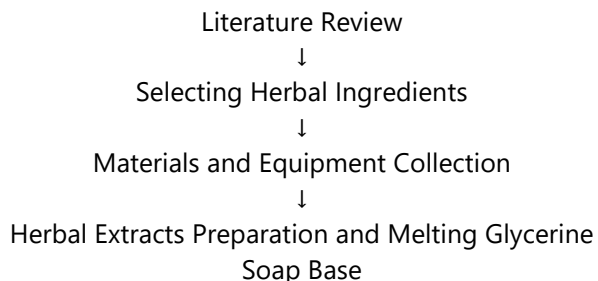 Literature Review
↓
Selecting Herbal Ingredients
↓
Materials and Equipment Collection
↓
Herbal Extracts Preparation and Melting Glycerine
Soap Base